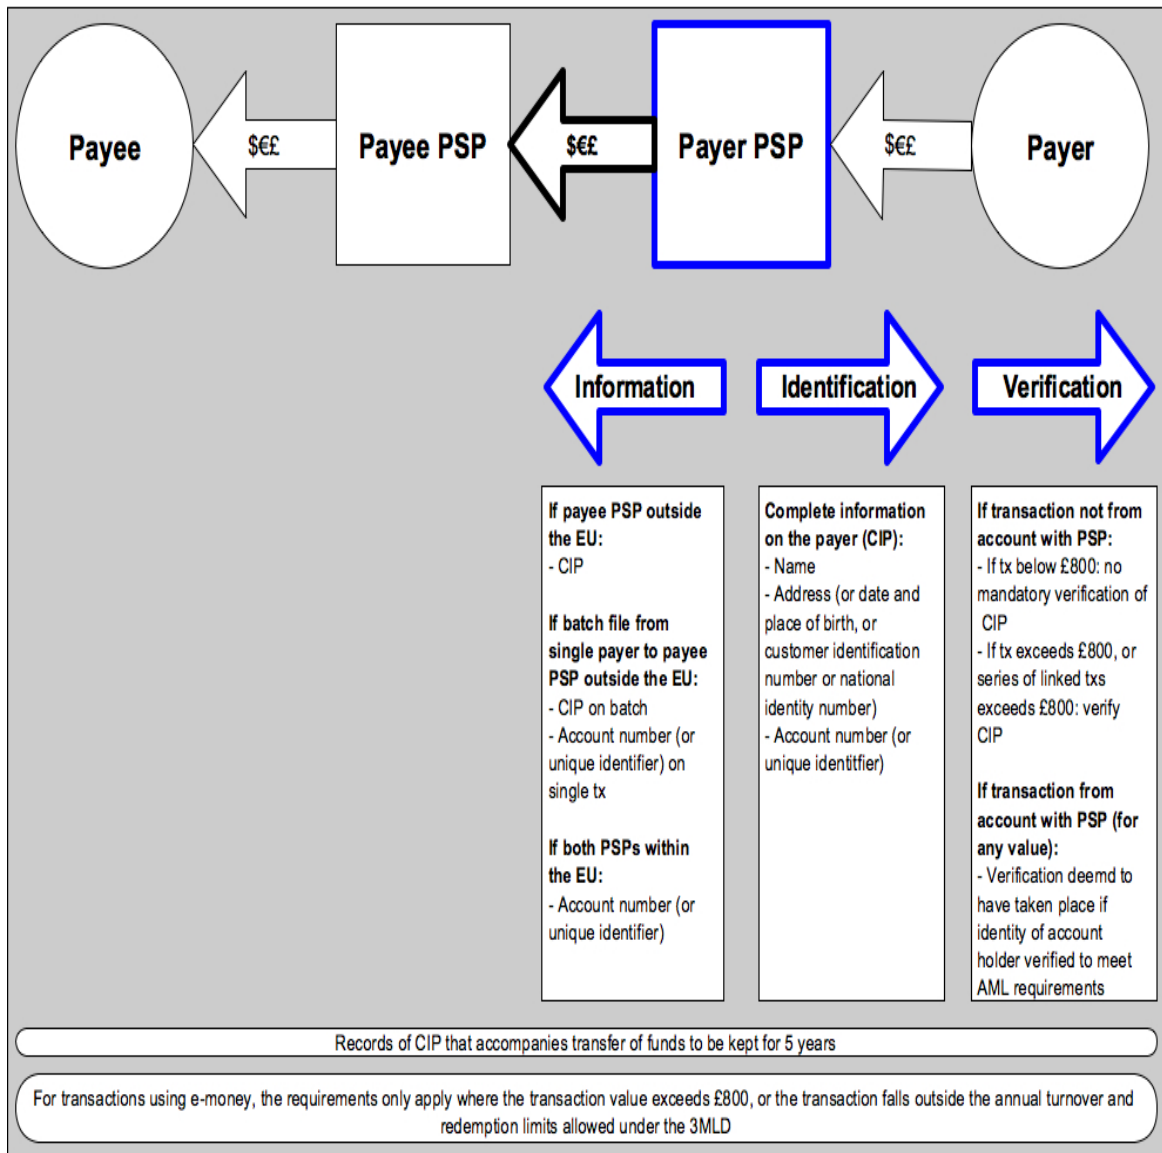 Payee
$€£
Payee PSP
$€£
Payer PSP
$€£
Payer
Information
Identification
Verification
If payee PSP outside
the EU:
- CIP
If batch file from
single payer to payee
PSP outside the EU:
- CIP on batch
- Account number (or
unique identifier) on
single tx
If both PSPs within
the EU:
- Account number (or
unique identifier)
Complete information
on the payer (CIP):
- Name
- Address (or date and
place of birth, or
customer identification
number or national
identity number)
- Account number (or
unique identitfier)
If transaction not from
account with PSP:
- If tx below £800: no
mandatory verification of
CIP
- If tx exceeds £800, or
series of linked txs
exceeds £800: verify
CIP
If transaction from
account with PSP (for
any value):
- Verification deemd to
have taken place if
identity of account
holder verified to meet
AML requirements
Records of CIP that accompanies transfer of funds to be kept for 5 years
For transactions using e-money, the requirements only apply where the transaction value exceeds £800, or the transaction falls outside the annual turnover and
redemption limits allowed under the 3MLD